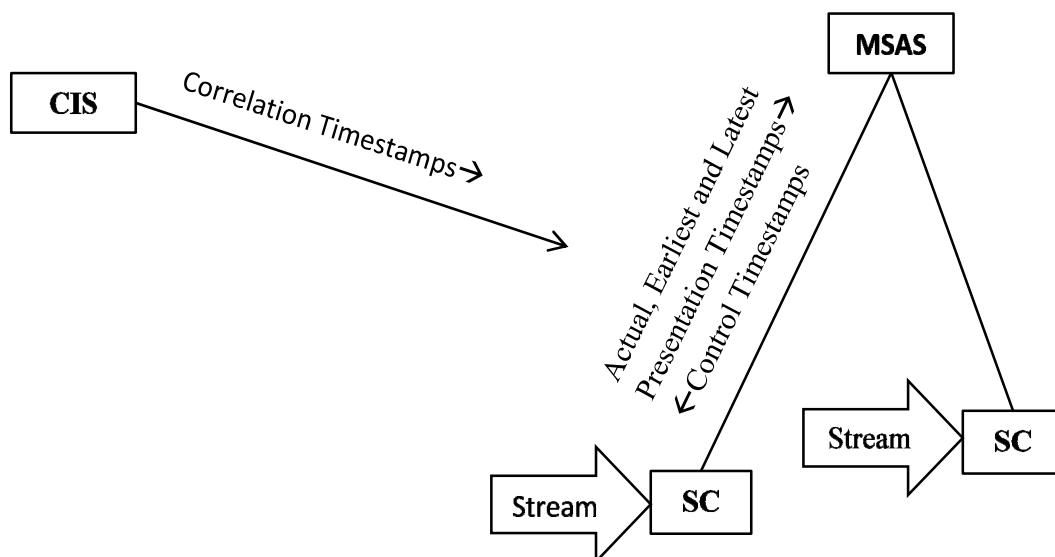 MSAS
CIS
Correlation Timestamps→
Actual, Earliest and Latest
Presentation Timestamps→
←Control Timestamps
Stream
SC
Stream
SC